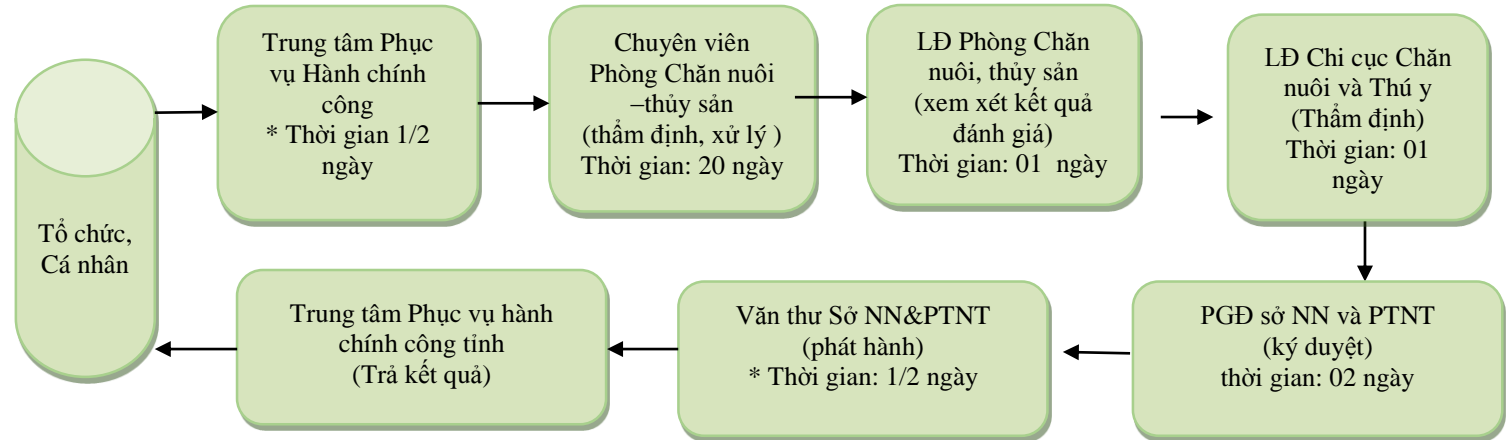 Tổ chức,
Cá nhân
Trung tâm Phục
vụ Hành chính
công
* Thời gian 1/2
ngày
Chuyên viên
Phòng Chăn nuôi
–thủy sản
(thẩm định, xử lý )
Thời gian: 20 ngày
LĐ Phòng Chăn
nuôi, thủy sản
(xem xét kết quả
đánh giá)
Thời gian: 01 ngày
LĐ Chi cục Chăn
nuôi và Thú y
(Thẩm định)
Thời gian: 01
ngày
PGĐ sở NN và PTNT
(ký duyệt)
thời gian: 02 ngày
Văn thư Sở NN&PTNT
(phát hành)
* Thời gian: 1/2 ngày
Trung tâm Phục vụ hành
chính công tỉnh
(Trả kết quả)